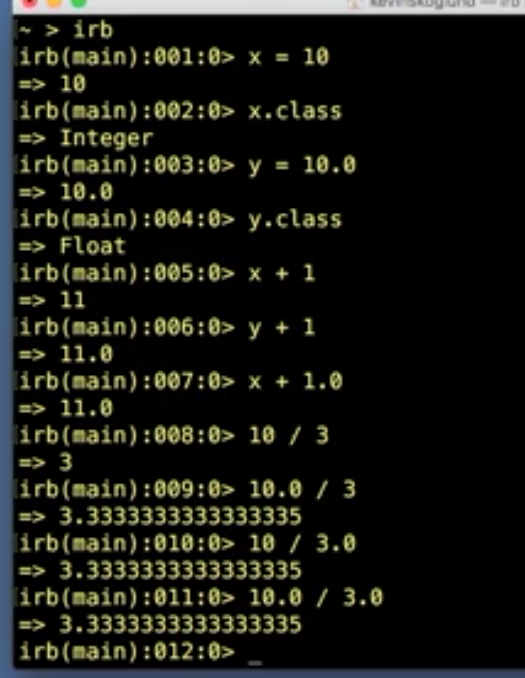 kevinskoglund — irb
~ > irb
irb(main):001:0> x = 10
=> 10
irb(main):002:0> x.class
=> Integer
irb(main):003:0> y = 10.0
=> 10.0
irb(main):004:0> y.class
=> Float
irb(main):005:0> x + 1
=> 11
irb(main):006:0> y + 1
=> 11.0
irb(main):007:0> x + 1.0
=> 11.0
irb(main):008:0> 10 / 3
=> 3
irb(main):009:0> 10.0 / 3
=> 3.3333333333333335
irb(main):010:0> 10 / 3.0
=> 3.3333333333333335
irb(main):011:0> 10.0 / 3.0
=> 3.3333333333333335
irb(main):012:0> _